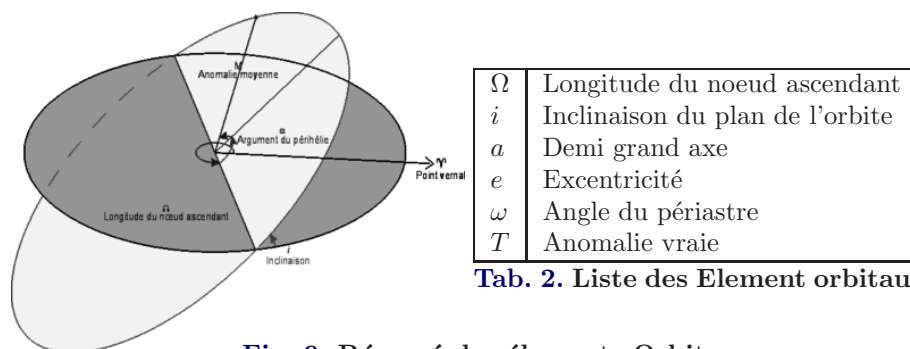 M
Anomalie moyenne
ϖ
Argument du périhélie
♈
Point vernal
Ω
Longitude du nœud ascendant
i
Inclinaison
Ω Longitude du noeud ascendant
i Inclinaison du plan de l'orbite
a Demi grand axe
e Excentricité
ω Angle du périastre
T Anomalie vraie
Tab. 2. Liste des Element orbitau